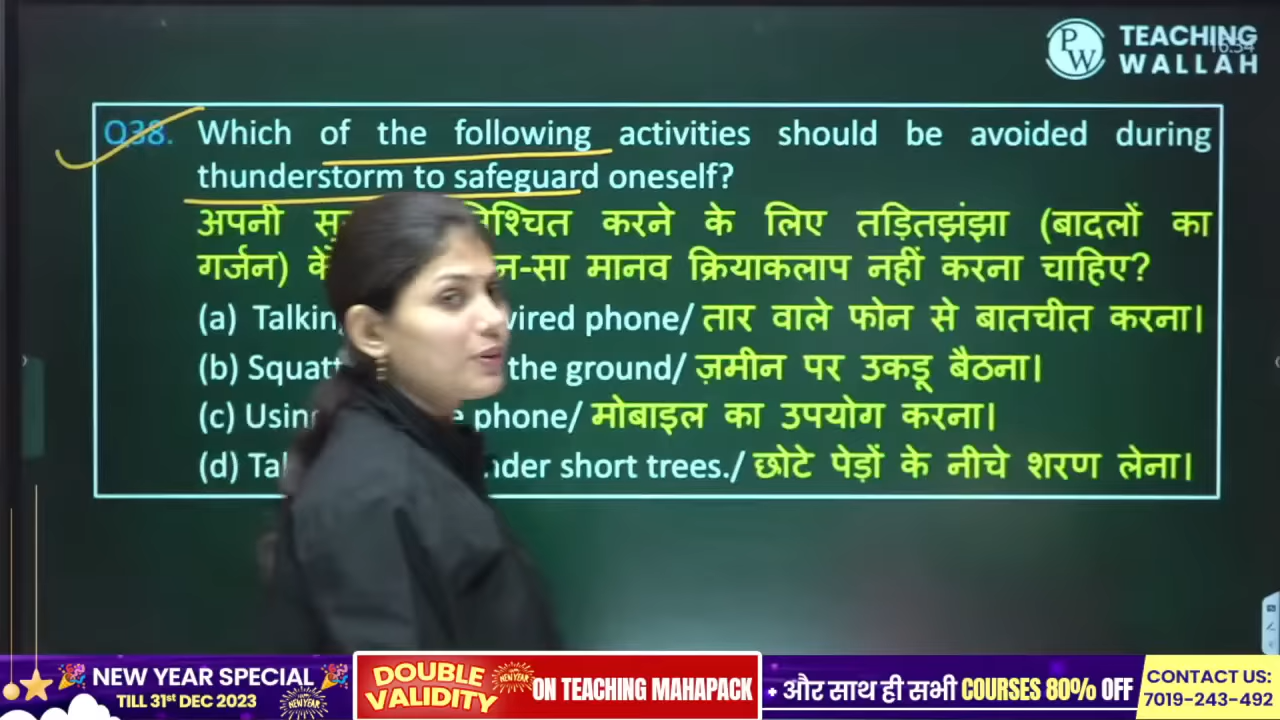 TEACHING
WALLAH
PW
16:54
Q38. Which of the following activities should be avoided during
thunderstorm to safeguard oneself?
अपनी करने के लिए तड़ितझंझा (बादलों का
गर्जन) मानव क्रियाकलाप नहीं करना चाहिए?
(a) phone/ तार वाले फोन से बातचीत करना।
(b) the ground/ ज़मीन पर उकडू बैठना।
(c) phone/ मोबाइल का उपयोग करना।
(d) short trees./ छोटे पेड़ों के नीचे शरण लेना।
NEW YEAR SPECIAL
TILL 31st DEC 2023
DOUBLE
VALIDITY
ON TEACHING MAHAPACK
+ और साथ ही सभी COURSES 80% OFF
CONTACT US:
7019-243-492